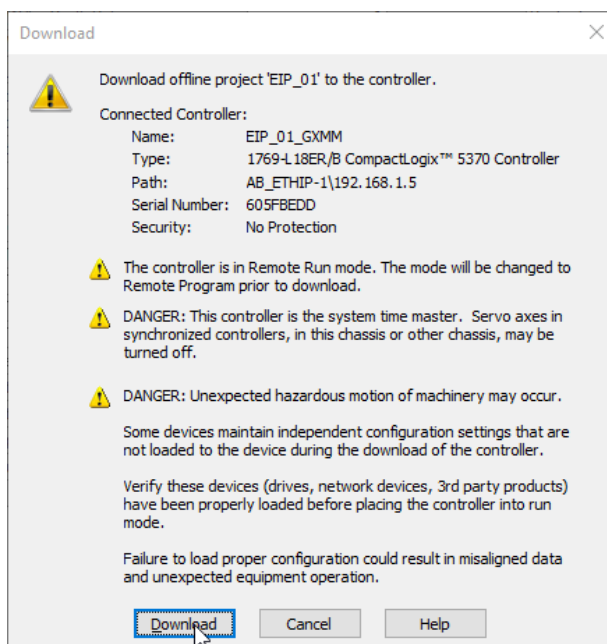 Download
Download offline project 'EIP_01' to the controller.
Connected Controller:
Name: EIP_01_GXMM
Type: 1769-L18ER/B CompactLogix™ 5370 Controller
Path: AB_ETHIP-1\192.168.1.5
Serial Number: 605FBEDD
Security: No Protection
The controller is in Remote Run mode. The mode will be changed to
Remote Program prior to download.
DANGER: This controller is the system time master. Servo axes in
synchronized controllers, in this chassis or other chassis, may be
turned off.
DANGER: Unexpected hazardous motion of machinery may occur.
Some devices maintain independent configuration settings that are
not loaded to the device during the download of the controller.
Verify these devices (drives, network devices, 3rd party products)
have been properly loaded before placing the controller into run
mode.
Failure to load proper configuration could result in misaligned data
and unexpected equipment operation.
Download Cancel Help